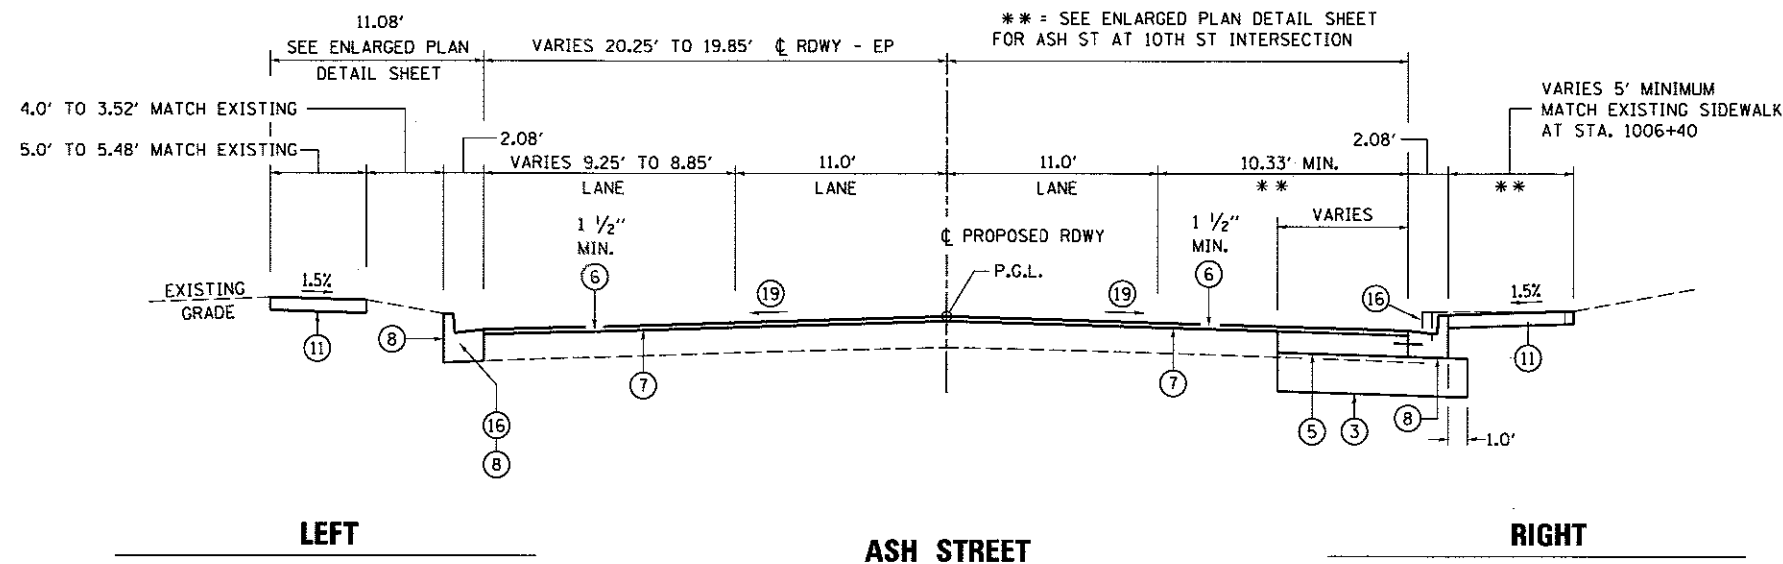 11.08'
SEE ENLARGED PLAN
DETAIL SHEET
VARIES 20.25' TO 19.85' ℄ RDWY - EP
** = SEE ENLARGED PLAN DETAIL SHEET
FOR ASH ST AT 10TH ST INTERSECTION
4.0' TO 3.52' MATCH EXISTING
5.0' TO 5.48' MATCH EXISTING
2.08'
VARIES 9.25' TO 8.85'
LANE
11.0'
LANE
11.0'
LANE
10.33' MIN.
**
2.08'
VARIES 5' MINIMUM
MATCH EXISTING SIDEWALK
AT STA. 1006+40
**
VARIES
1 1/2"
MIN.
6
℄ PROPOSED RDWY
P.G.L.
1 1/2"
MIN.
6
EXISTING
GRADE
1.5%
19
19
16
1.5%
11
8
7
7
11
16
8
5
3
8
1.0'
LEFT
ASH STREET
RIGHT